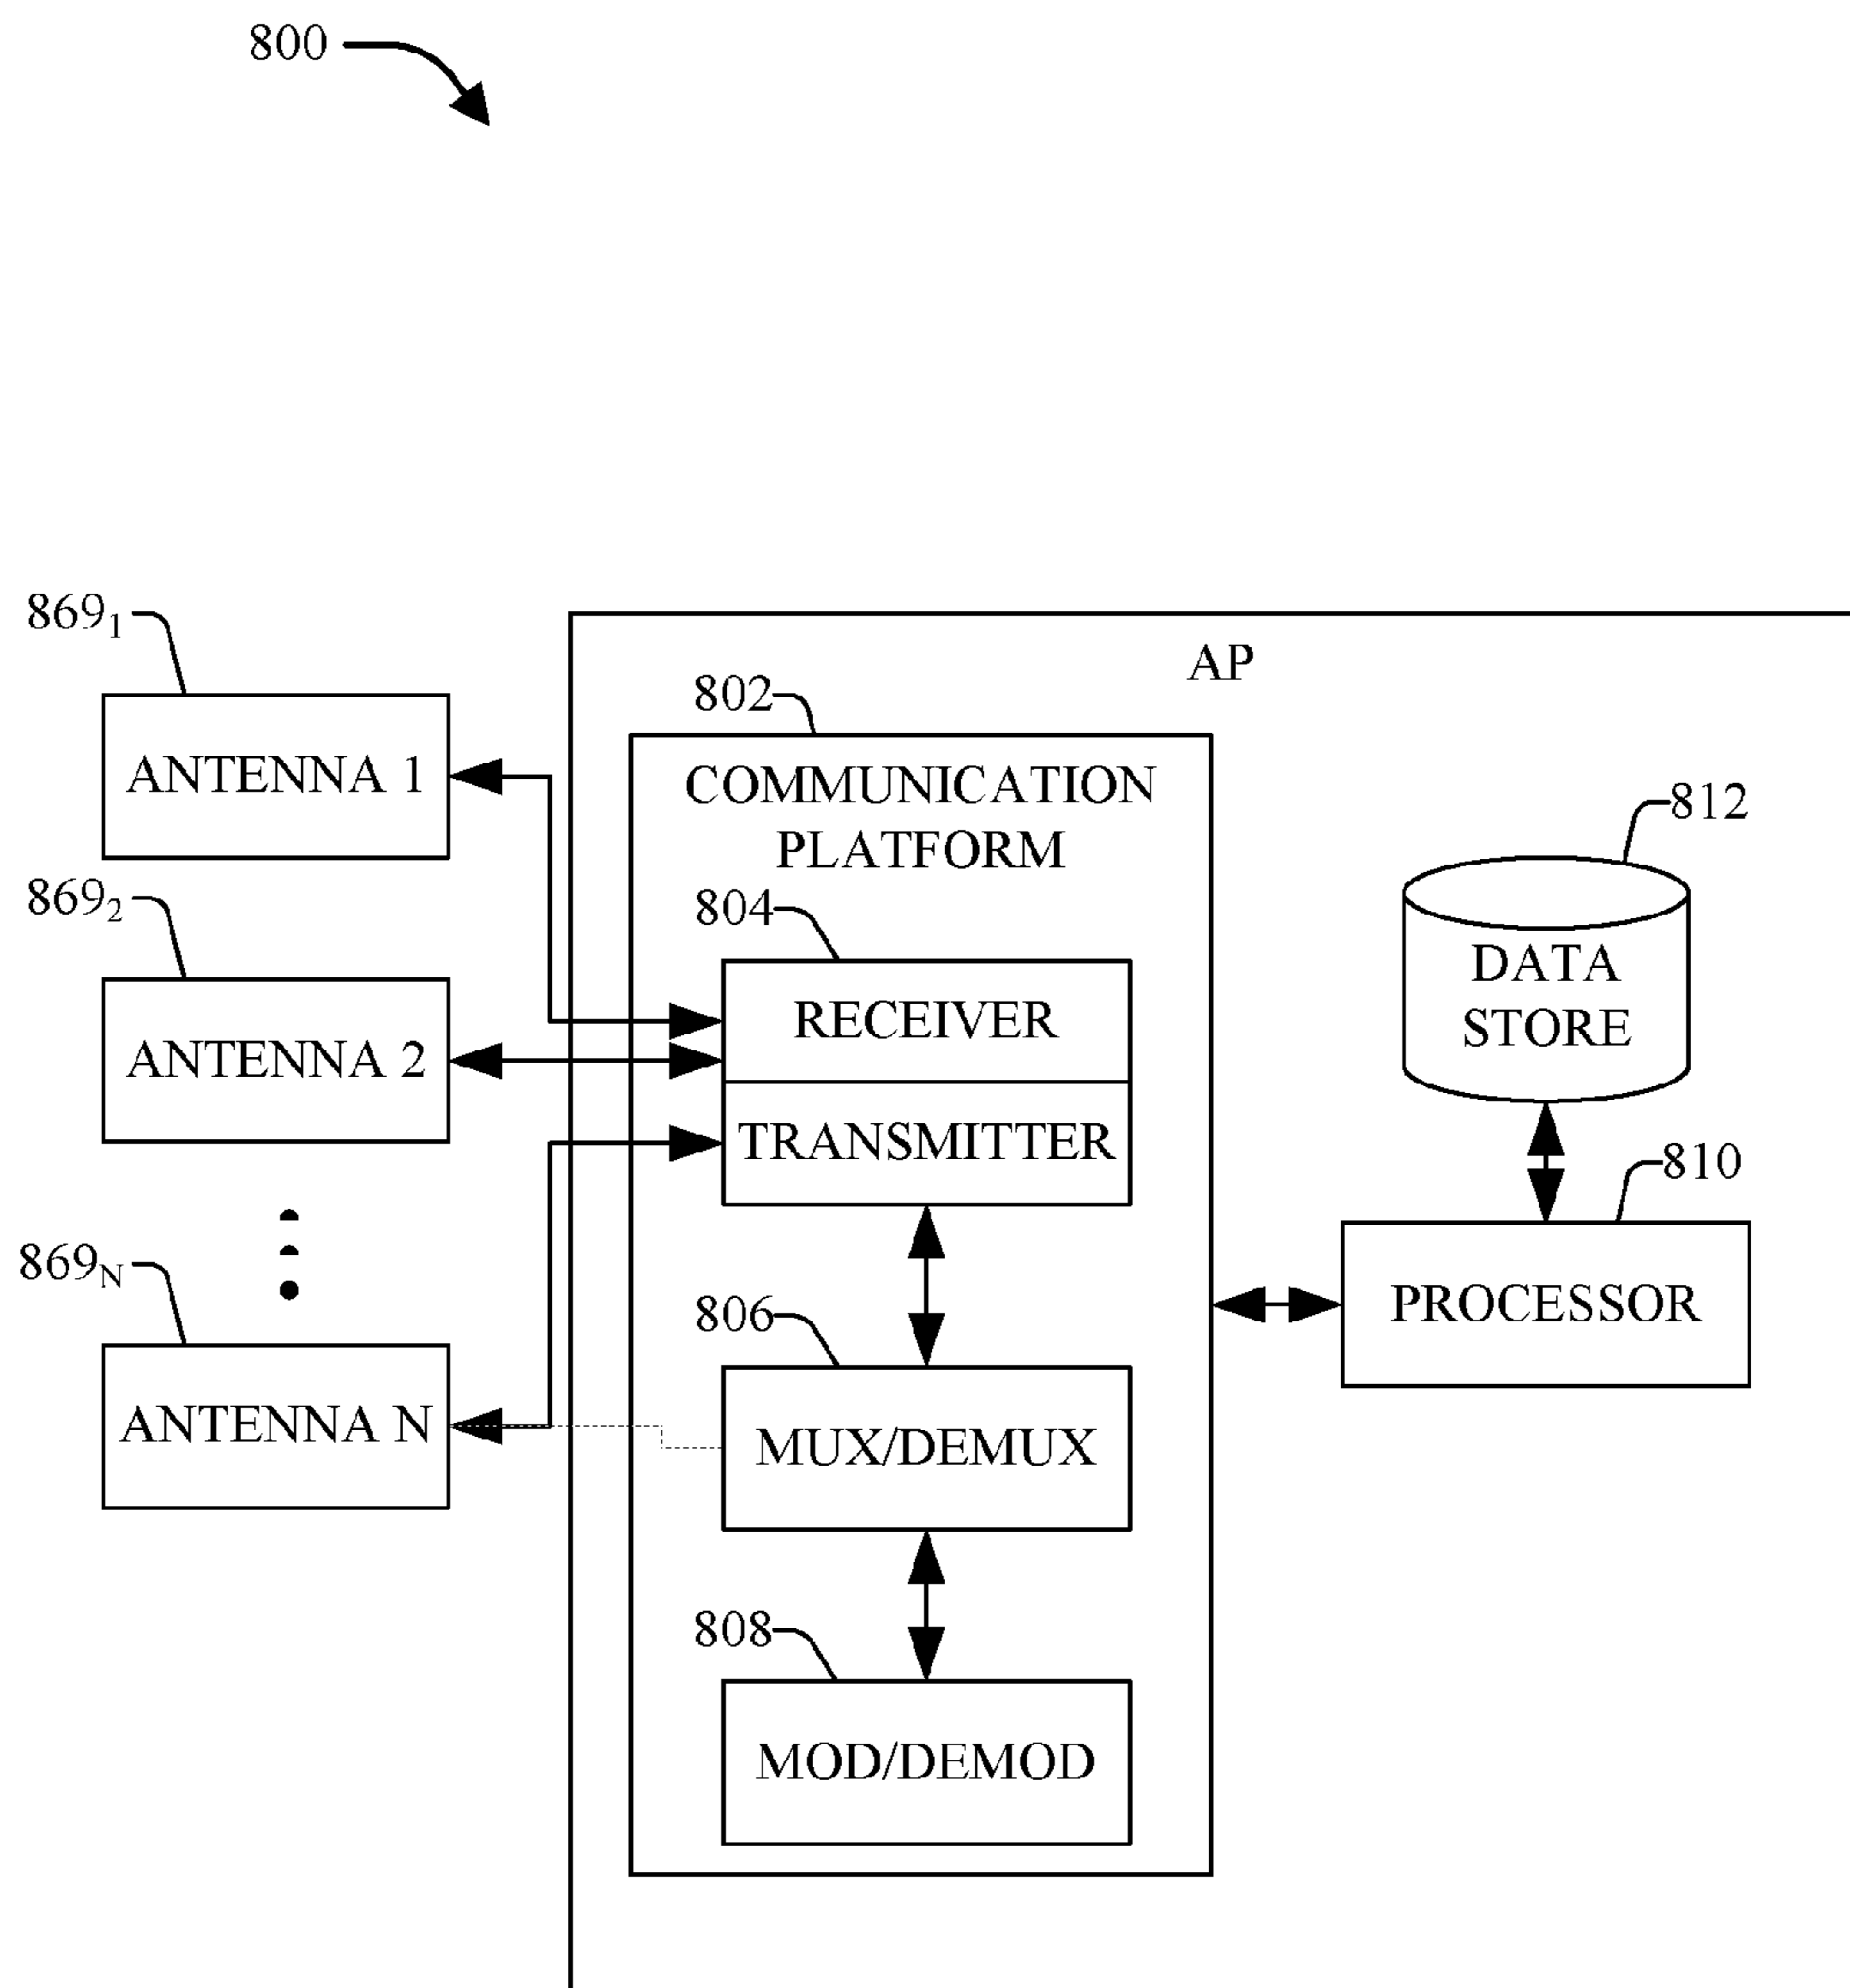 800
869₁
AP
802
ANTENNA 1
COMMUNICATION
PLATFORM
812
869₂
804
DATA
STORE
RECEIVER
ANTENNA 2
TRANSMITTER
810
869N
806
PROCESSOR
ANTENNA N
MUX/DEMUX
808
MOD/DEMOD